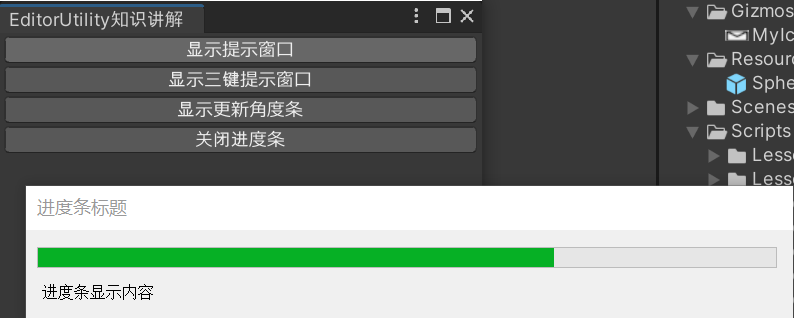 EditorUtility知识讲解
显示提示窗口
显示三键提示窗口
显示更新角度条
关闭进度条
Gizmos
MyIc
Resour
Sphe
Scenes
Scripts
Lesso
Lesso
进度条标题
进度条显示内容